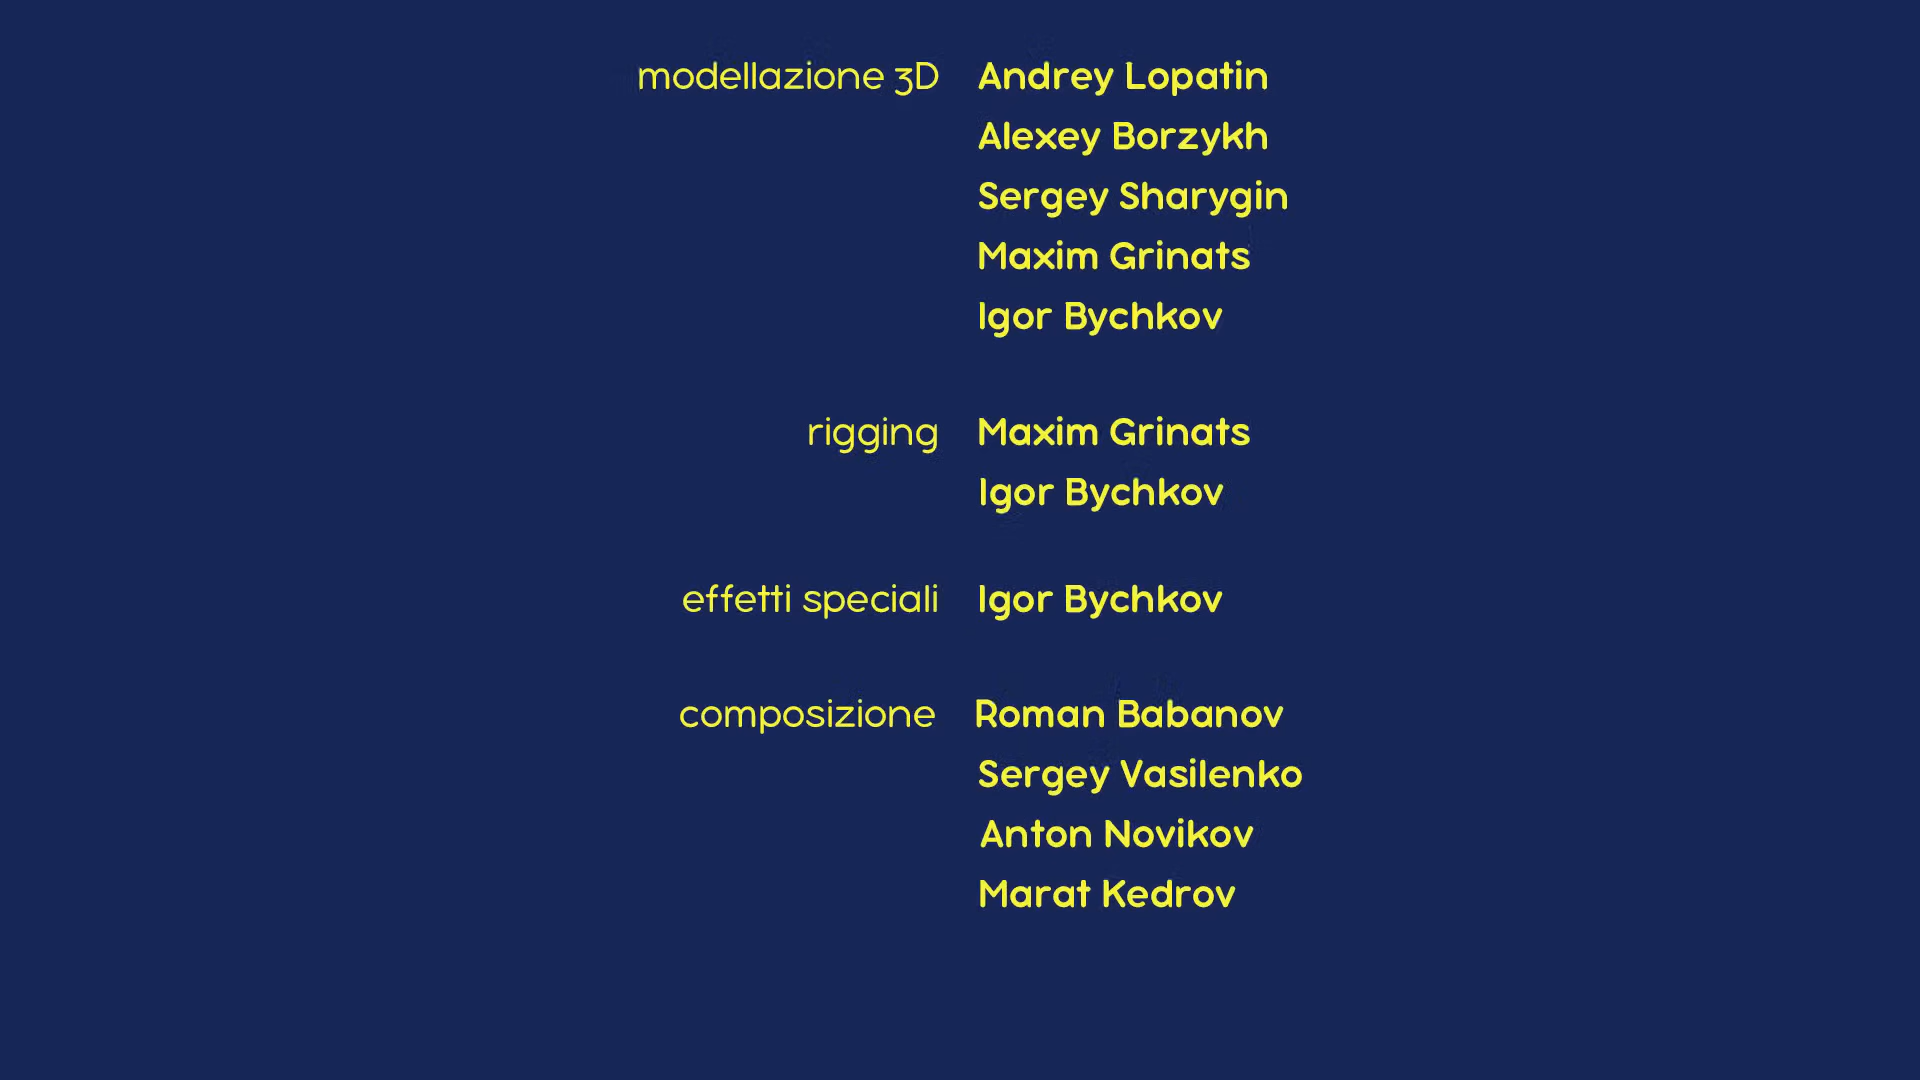 modellazione 3D Andrey Lopatin
Alexey Borzykh
Sergey Sharygin
Maxim Grinats
Igor Bychkov
rigging Maxim Grinats
Igor Bychkov
effetti speciali Igor Bychkov
composizione Roman Babanov
Sergey Vasilenko
Anton Novikov
Marat Kedrov